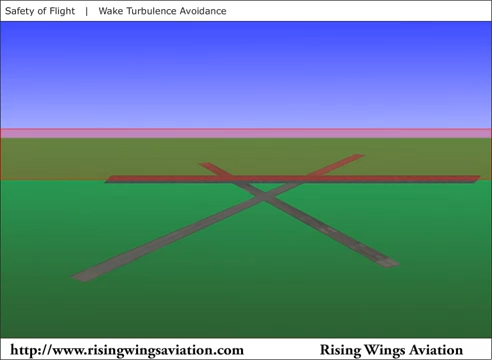 Safety of Flight | Wake Turbulence Avoidance
http://www.risingwingsaviation.com Rising Wings Aviation